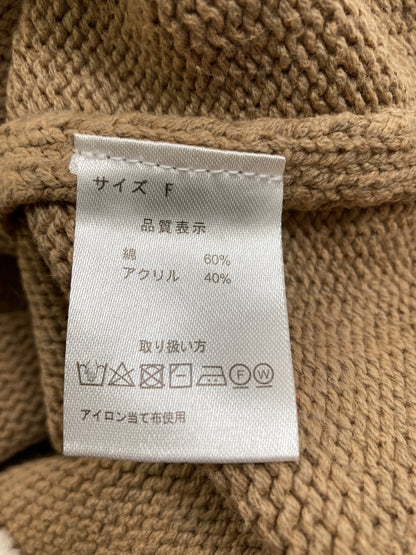 サイズ F
品質表示
綿 60%
アクリル 40%
取り扱い方
F W
アイロン当て布使用